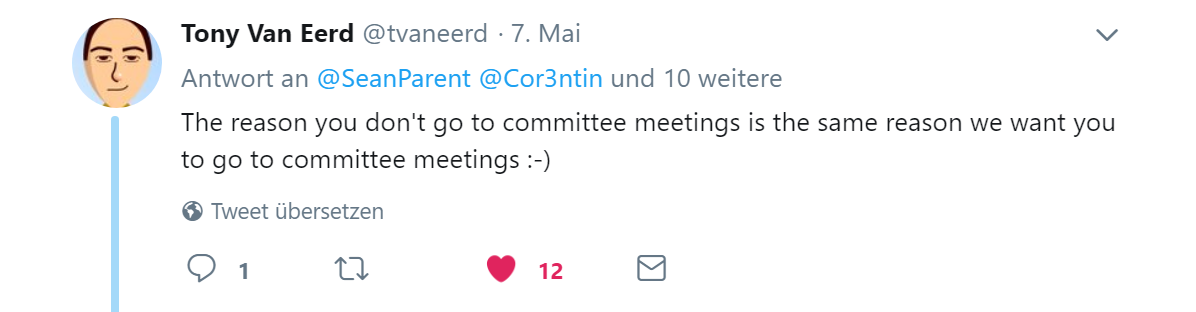 Tony Van Eerd @tvaneerd · 7. Mai
Antwort an @SeanParent @Cor3ntin und 10 weitere
The reason you don't go to committee meetings is the same reason we want you
to go to committee meetings :-)
Tweet übersetzen
1 12